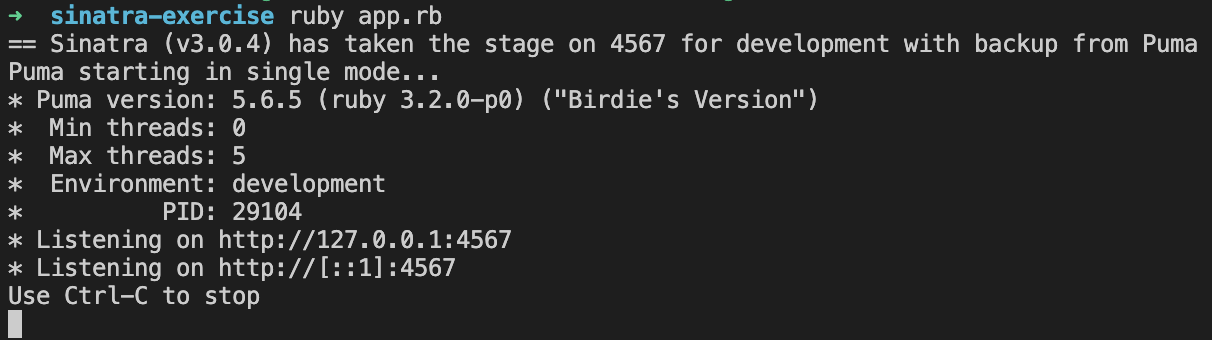 ➜  sinatra-exercise ruby app.rb
== Sinatra (v3.0.4) has taken the stage on 4567 for development with backup from Puma
Puma starting in single mode...
* Puma version: 5.6.5 (ruby 3.2.0-p0) ("Birdie's Version")
*  Min threads: 0
*  Max threads: 5
*  Environment: development
*          PID: 29104
* Listening on http://127.0.0.1:4567
* Listening on http://[::1]:4567
Use Ctrl-C to stop